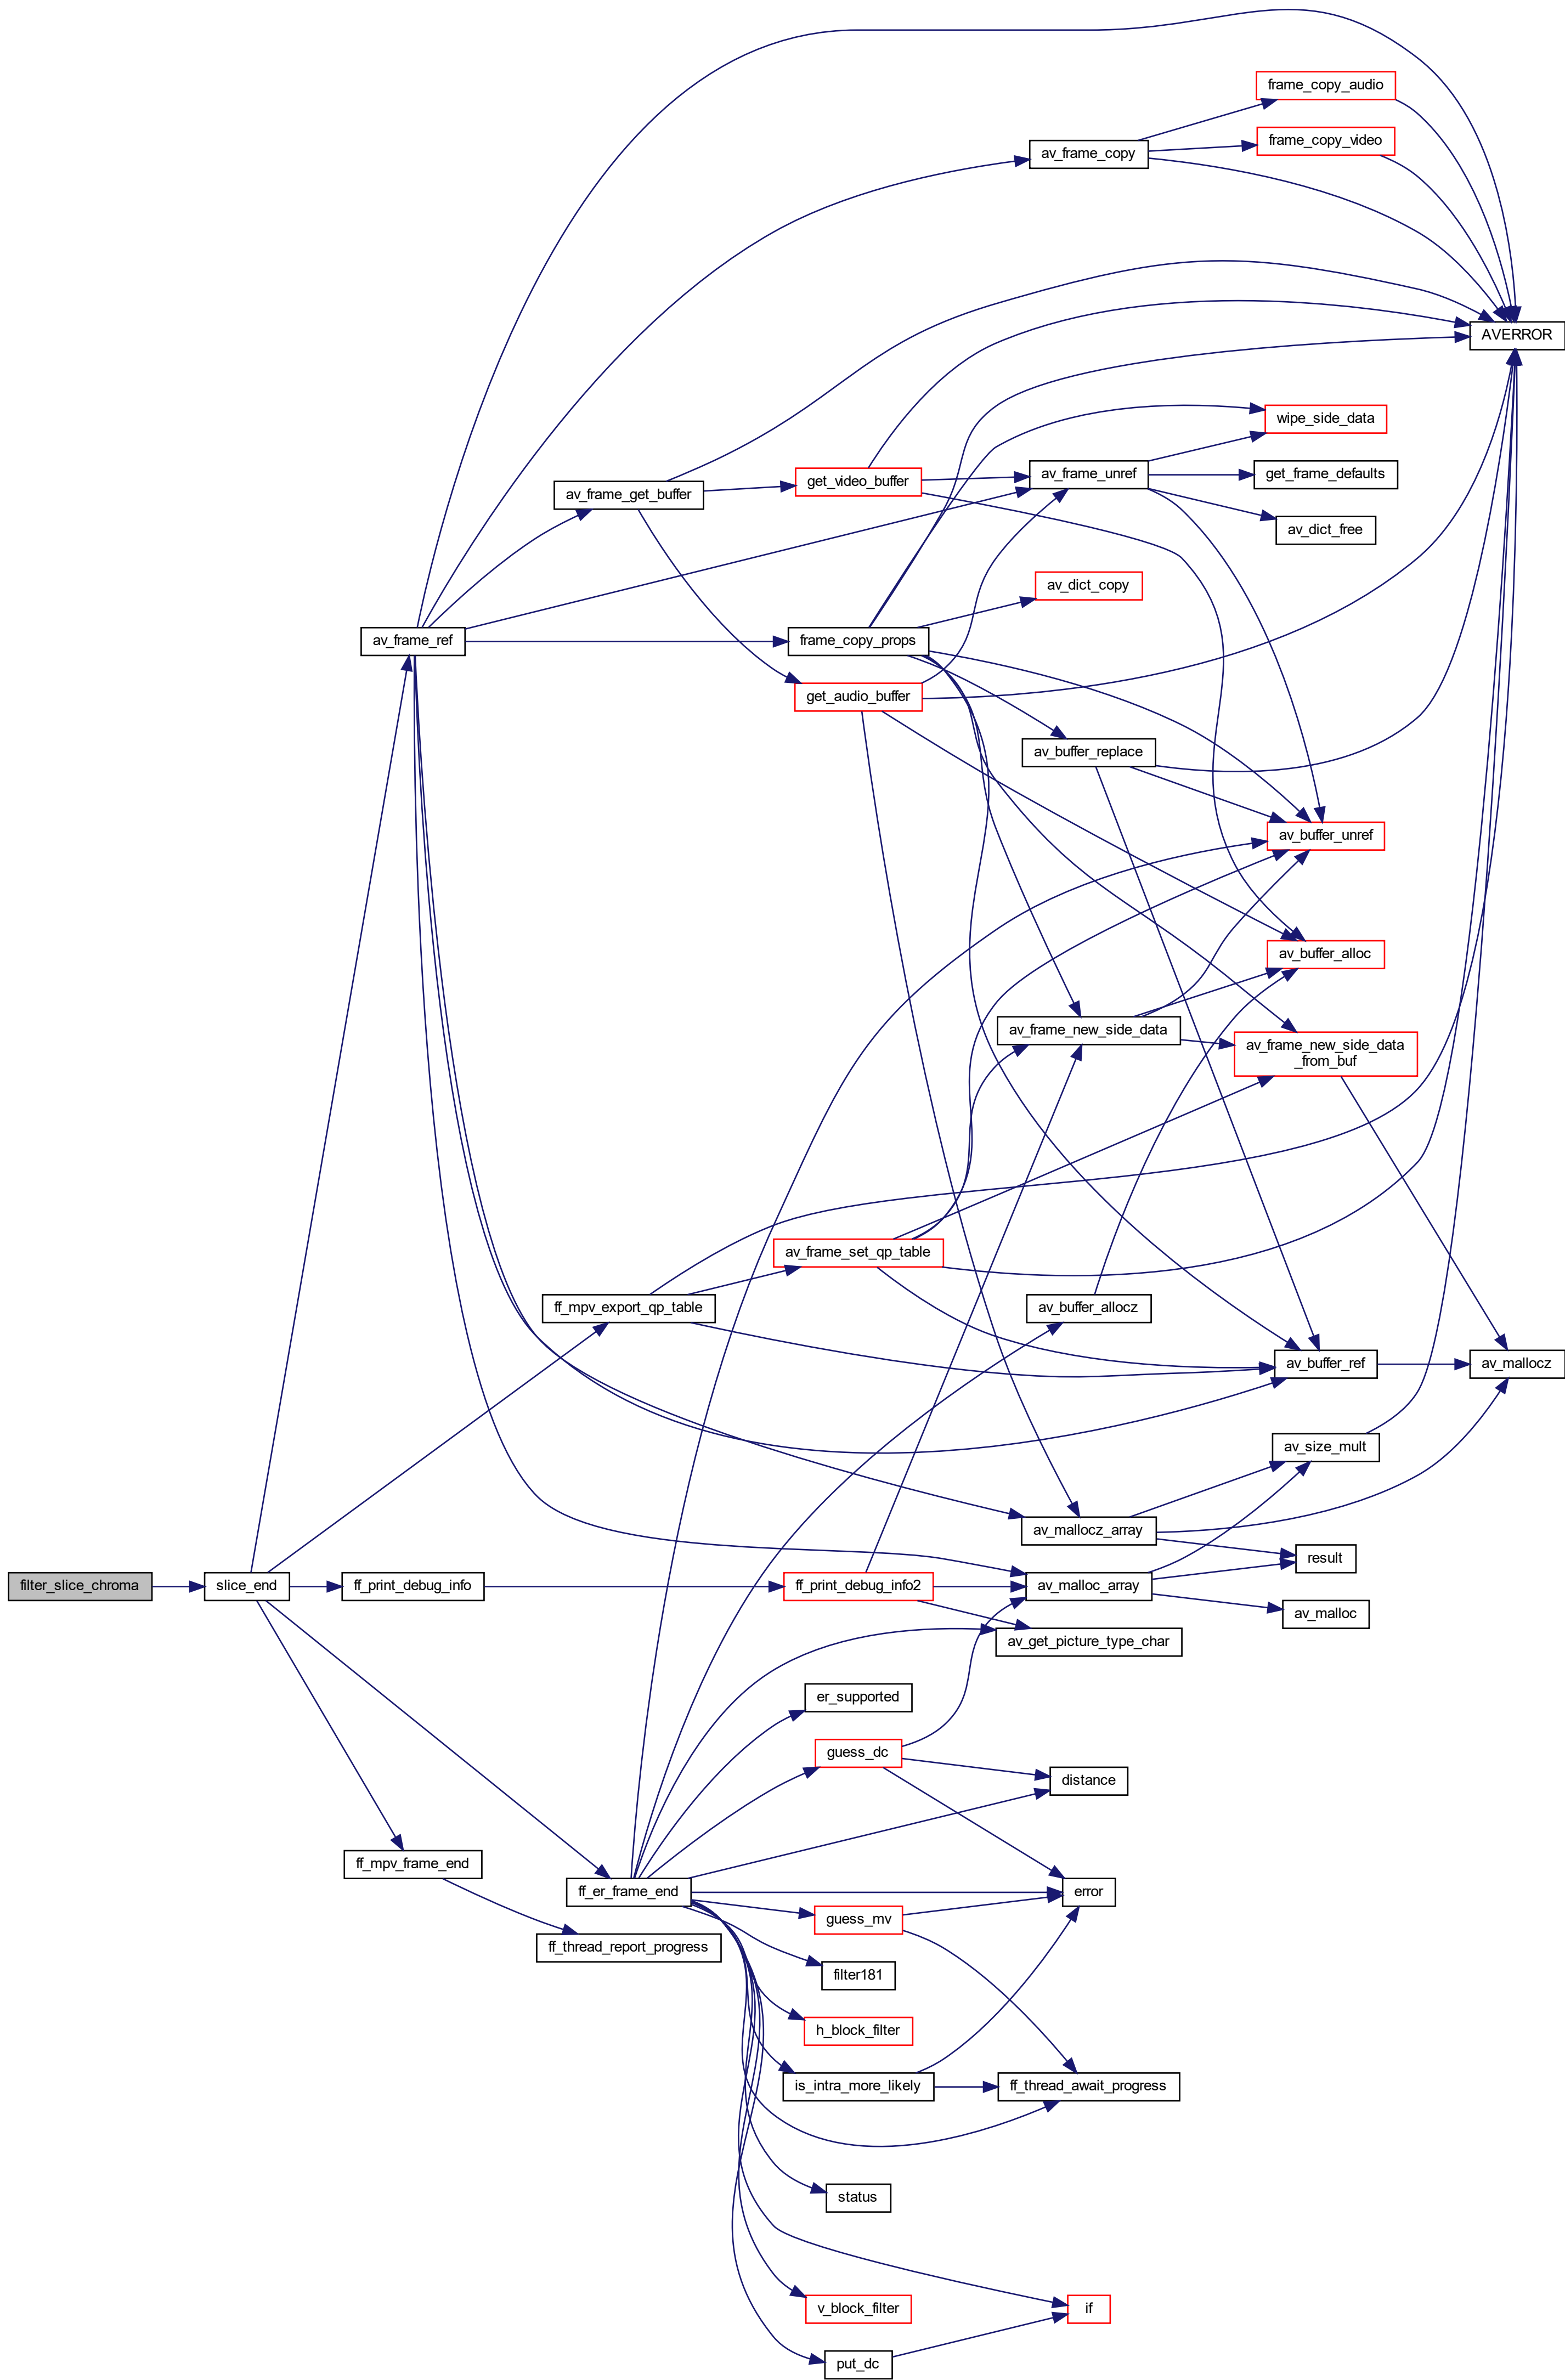 frame_copy_audio
frame_copy_video
av_frame_copy
AVERROR
wipe_side_data
av_frame_unref
get_frame_defaults
get_video_buffer
av_frame_get_buffer
av_dict_free
av_dict_copy
av_frame_ref
frame_copy_props
get_audio_buffer
av_buffer_replace
av_buffer_unref
av_buffer_alloc
av_frame_new_side_data
av_frame_new_side_data
_from_buf
av_frame_set_qp_table
ff_mpv_export_qp_table
av_buffer_allocz
av_buffer_ref
av_mallocz
av_size_mult
av_mallocz_array
result
filter_slice_chroma
slice_end
ff_print_debug_info
ff_print_debug_info2
av_malloc_array
av_malloc
av_get_picture_type_char
er_supported
guess_dc
distance
ff_mpv_frame_end
ff_er_frame_end
error
guess_mv
ff_thread_report_progress
filter181
h_block_filter
is_intra_more_likely
ff_thread_await_progress
status
v_block_filter
if
put_dc